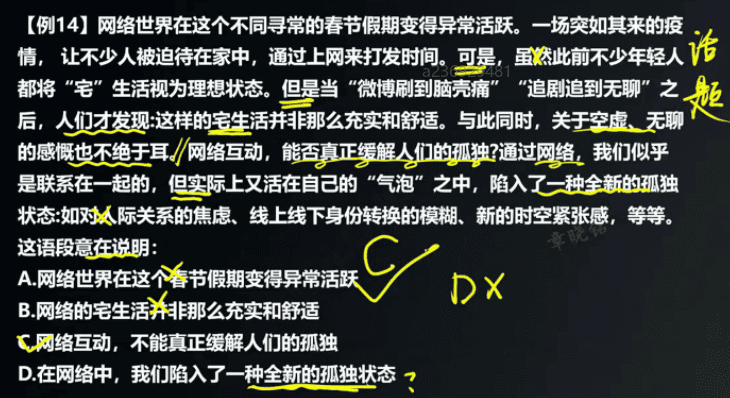 【例14】网络世界在这个不同寻常的春节假期变得异常活跃。一场突如其来的疫
情， 让不少人被迫待在家中，通过上网来打发时间。可是，虽然此前不少年轻人
都将“宅”生活视为理想状态。但是当“微博刷到脑壳痛”“追剧追到无聊”之
后，人们才发现:这样的宅生活并非那么充实和舒适。与此同时，关于空虚、无聊
的感慨也不绝于耳。网络互动，能否真正缓解人们的孤独?通过网络，我们似乎
是联系在一起的，但实际上又活在自己的“气泡”之中，陷入了一种全新的孤独
状态:如对人际关系的焦虑、线上线下身份转换的模糊、新的时空紧张感，等等。
这语段意在说明：
A.网络世界在这个春节假期变得异常活跃
B.网络的宅生活并非那么充实和舒适
C.网络互动，不能真正缓解人们的孤独
D.在网络中，我们陷入了一种全新的孤独状态 ?
话题
C
D X